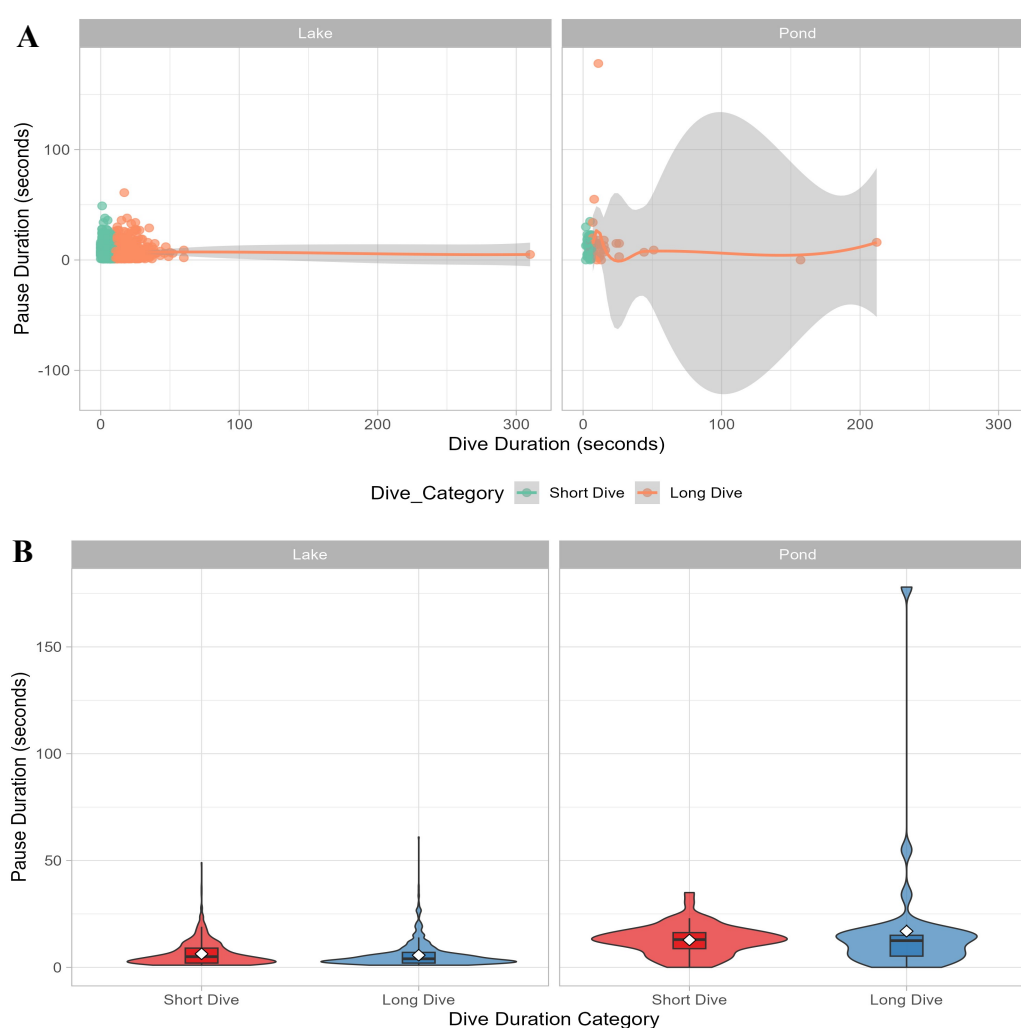 A
Lake Pond
Pause Duration (seconds)
100
0
-100
0 100 200 300 0 100 200 300
Dive Duration (seconds)
Dive_Category Short Dive Long Dive
B
Lake Pond
Pause Duration (seconds)
150
100
50
0
Short Dive Long Dive Short Dive Long Dive
Dive Duration Category